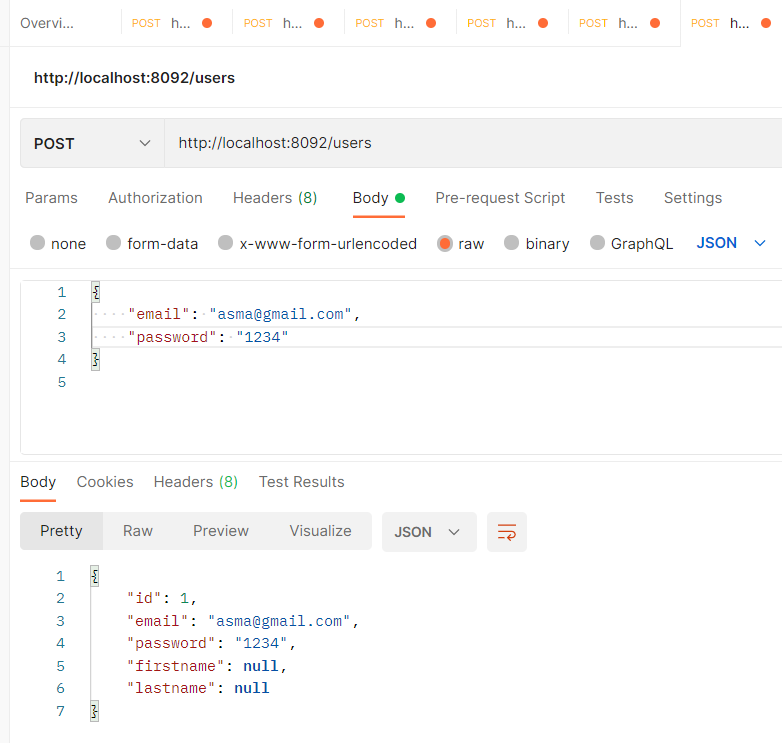 Overvi... POST h... POST h... POST h... POST h... POST h... POST h...
http://localhost:8092/users
POST http://localhost:8092/users
Params Authorization Headers (8) Body Pre-request Script Tests Settings
none form-data x-www-form-urlencoded raw binary GraphQL JSON
1 {
2 ····"email":·"asma@gmail.com",
3 ····"password":·"1234"
4 }
5
Body Cookies Headers (8) Test Results
Pretty Raw Preview Visualize JSON
1 {
2 "id": 1,
3 "email": "asma@gmail.com",
4 "password": "1234",
5 "firstname": null,
6 "lastname": null
7 }